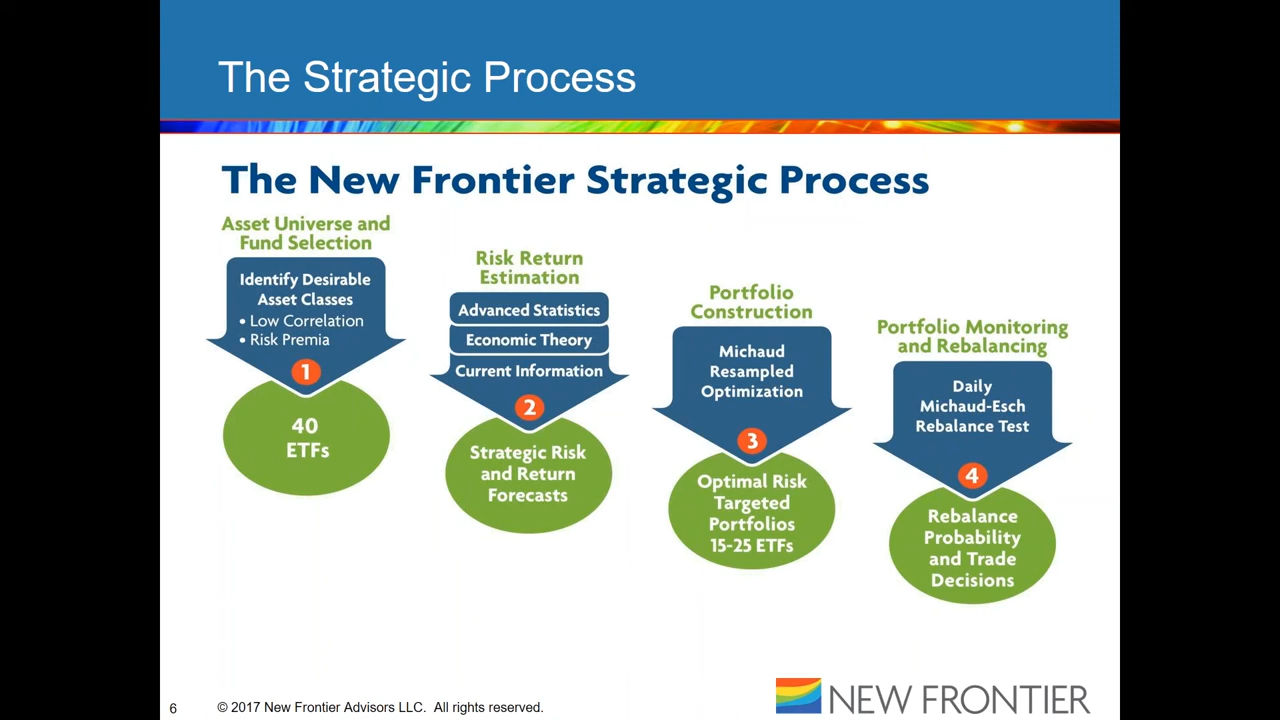 The Strategic Process
The New Frontier Strategic Process
Asset Universe and
Fund Selection
Identify Desirable
Asset Classes
• Low Correlation
• Risk Premia
1
40
ETFs
Risk Return
Estimation
Advanced Statistics
Economic Theory
Current Information
2
Strategic Risk
and Return
Forecasts
Portfolio
Construction
Michaud
Resampled
Optimization
3
Optimal Risk
Targeted
Portfolios
15-25 ETFs
Portfolio Monitoring
and Rebalancing
Daily
Michaud-Esch
Rebalance Test
4
Rebalance
Probability
and Trade
Decisions
6
© 2017 New Frontier Advisors LLC. All rights reserved.
NEW FRONTIER